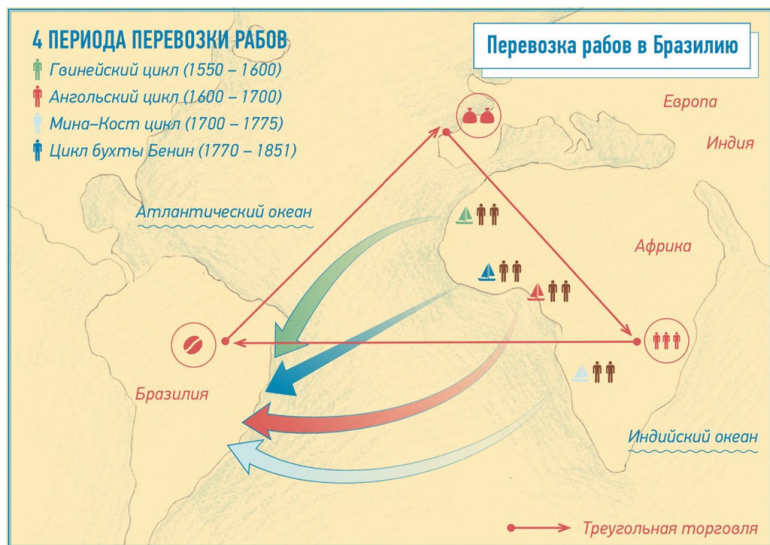 4 ПЕРИОДА ПЕРЕВОЗКИ РАБОВ
Гвинейский цикл (1550 – 1600)
Ангольский цикл (1600 – 1700)
Мина–Кост цикл (1700 – 1775)
Цикл бухты Бенин (1770 – 1851)
Перевозка рабов в Бразилию
Европа
Индия
Атлантический океан
Африка
Бразилия
Индийский океан
Треугольная торговля